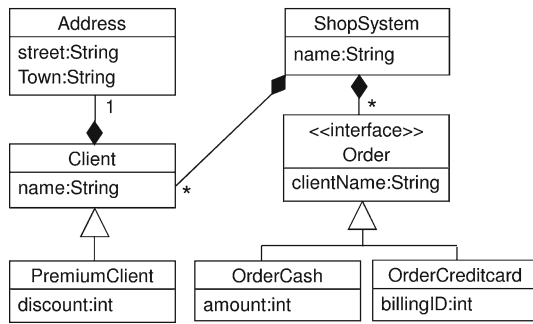 Address
street:String
Town:String
ShopSystem
name:String
1
*
<<interface>>
Order
clientName:String
Client
name:String
*
PremiumClient
discount:int
OrderCash
amount:int
OrderCreditcard
billingID:int